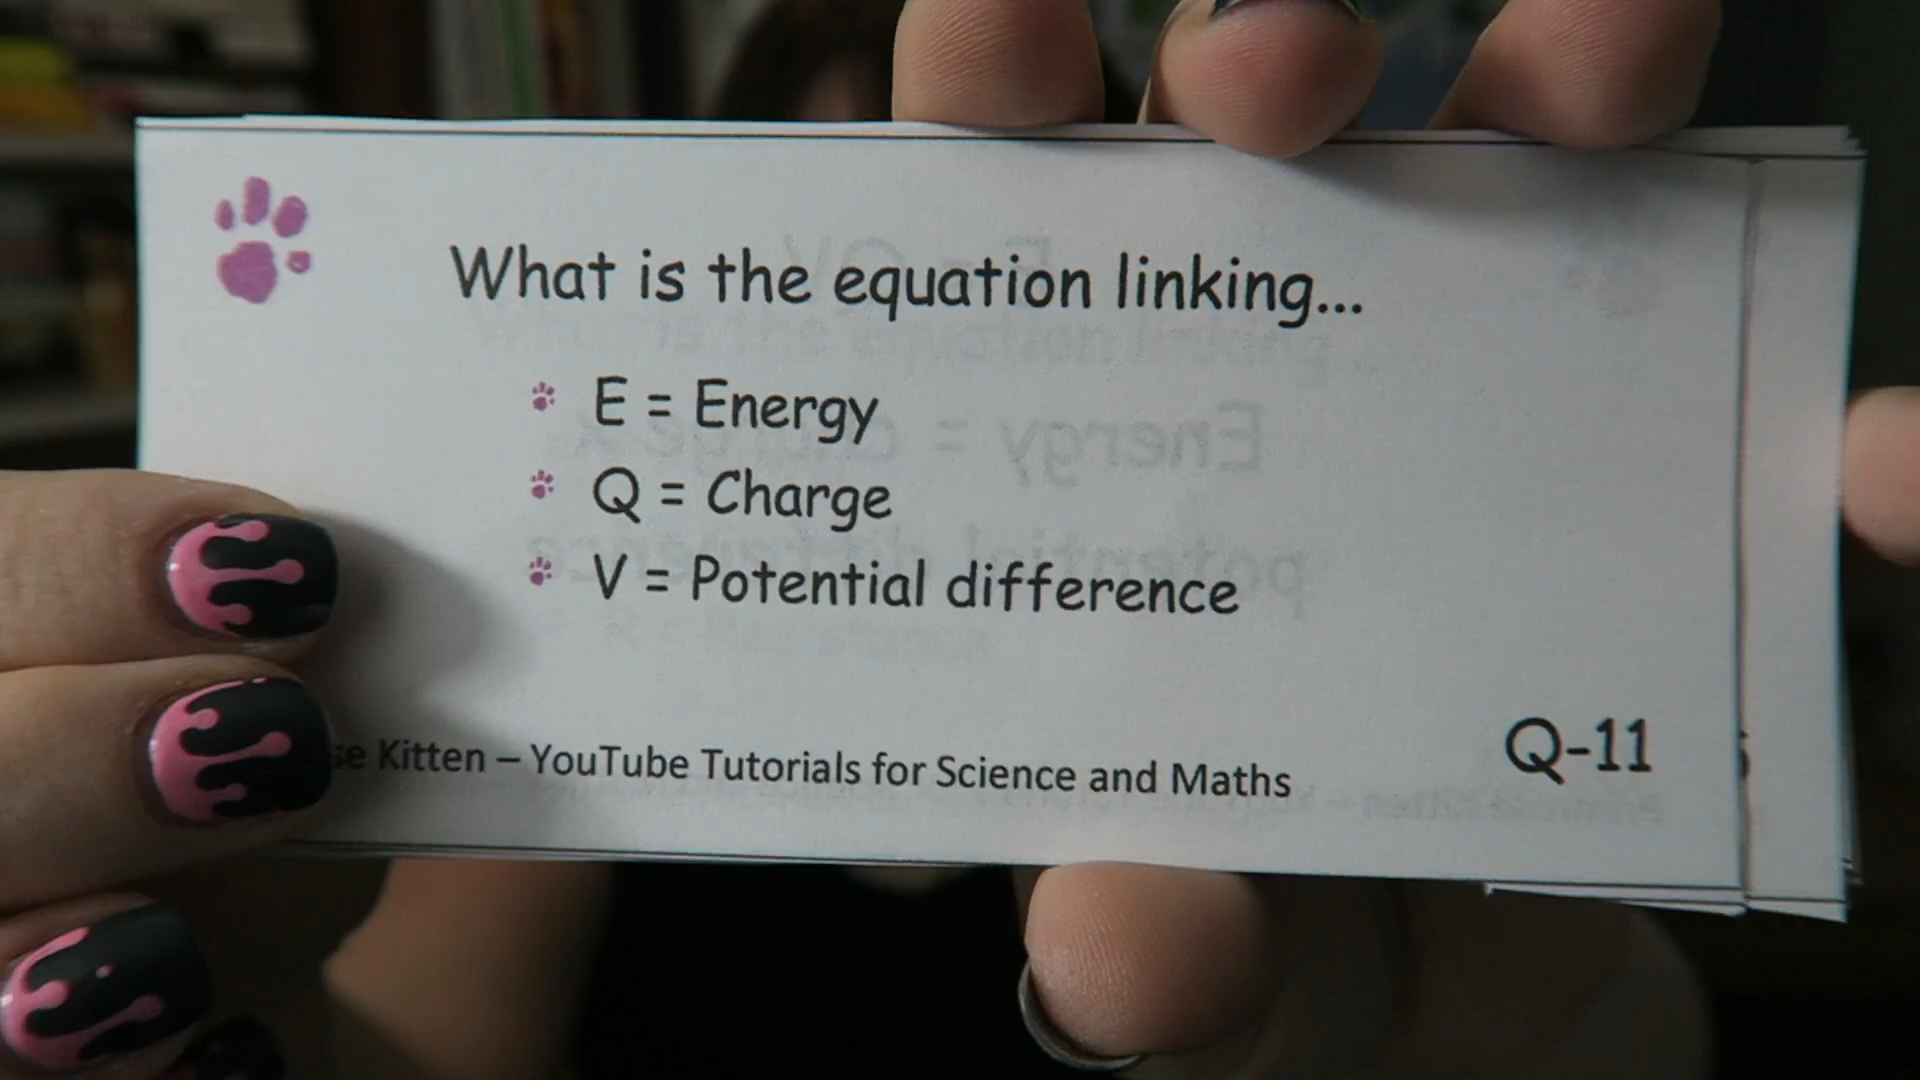 What is the equation linking...
E = Energy
Q = Charge
V = Potential difference
Kitten – YouTube Tutorials for Science and Maths
Q-11